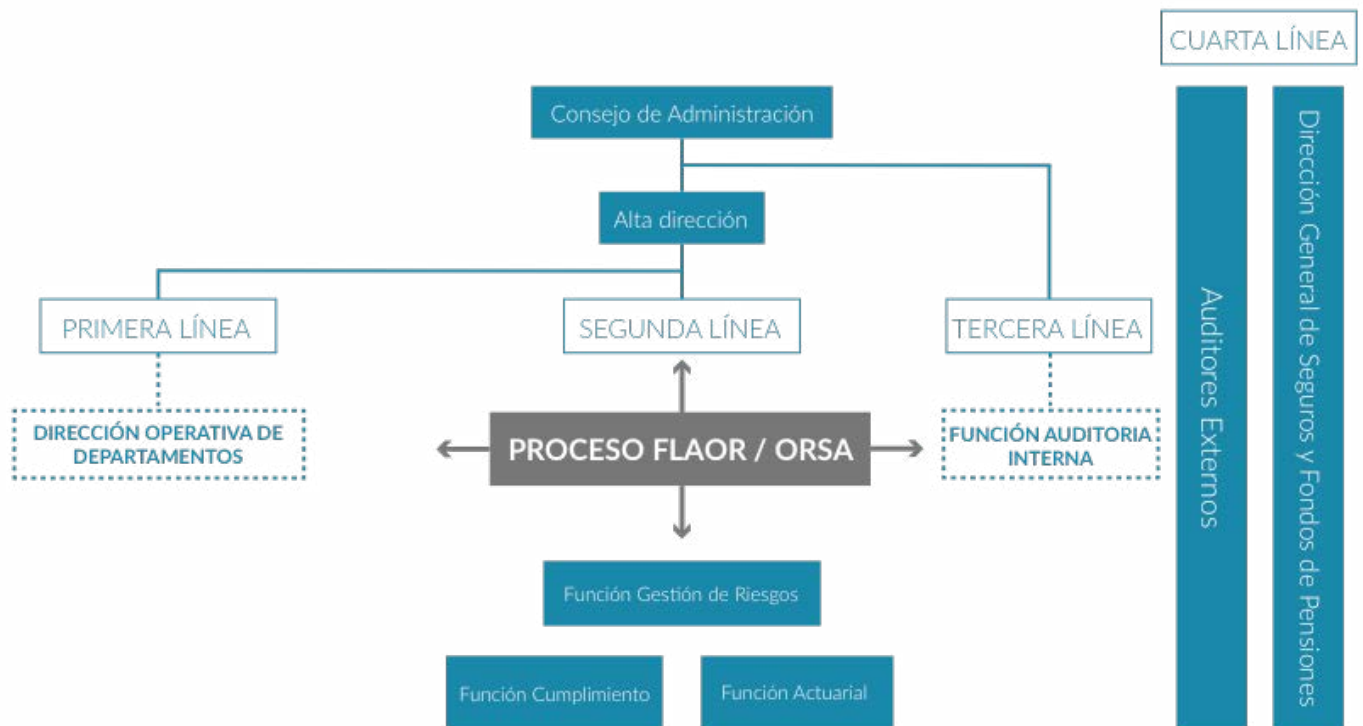 CUARTA LÍNEA
Consejo de Administración
Alta dirección
PRIMERA LÍNEA
SEGUNDA LÍNEA
TERCERA LÍNEA
DIRECCIÓN OPERATIVA DE
DEPARTAMENTOS
PROCESO FLAOR / ORSA
FUNCIÓN AUDITORIA
INTERNA
Función Gestión de Riesgos
Función Cumplimiento
Función Actuarial
Auditores Externos
Dirección General de Seguros y Fondos de Pensiones